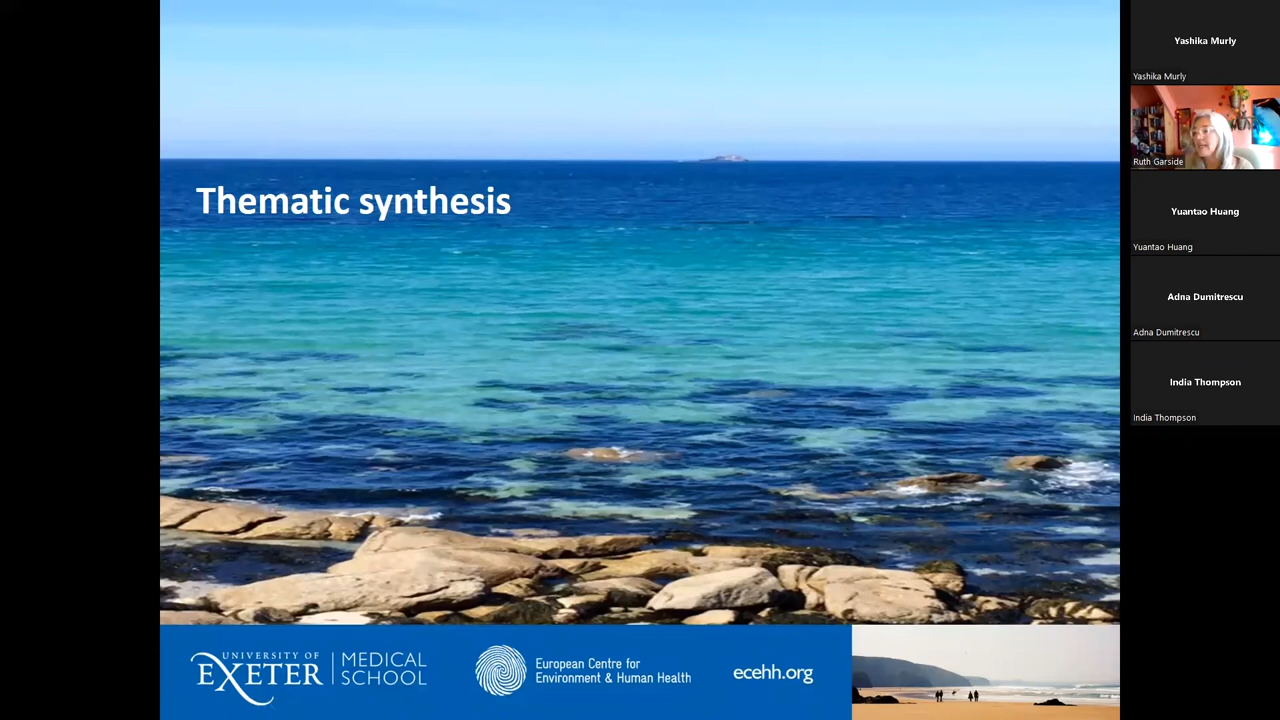 Thematic synthesis
UNIVERSITY OF
EXETER
MEDICAL
SCHOOL
European Centre for
Environment & Human Health
ecehh.org
Yashika Murly
Yashika Murly
Ruth Garside
Yuantao Huang
Yuantao Huang
Adna Dumitrescu
Adna Dumitrescu
India Thompson
India Thompson